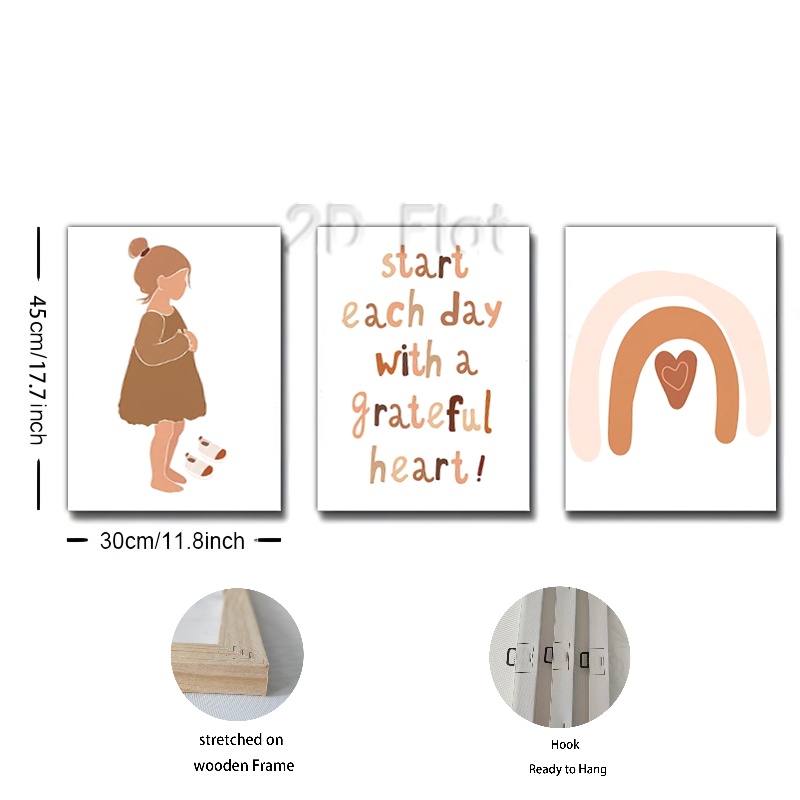 2D Flat
start
each day
with a
grateful
heart!
45cm/17.7inch
30cm/11.8inch
stretched on
wooden Frame
Hook
Ready to Hang